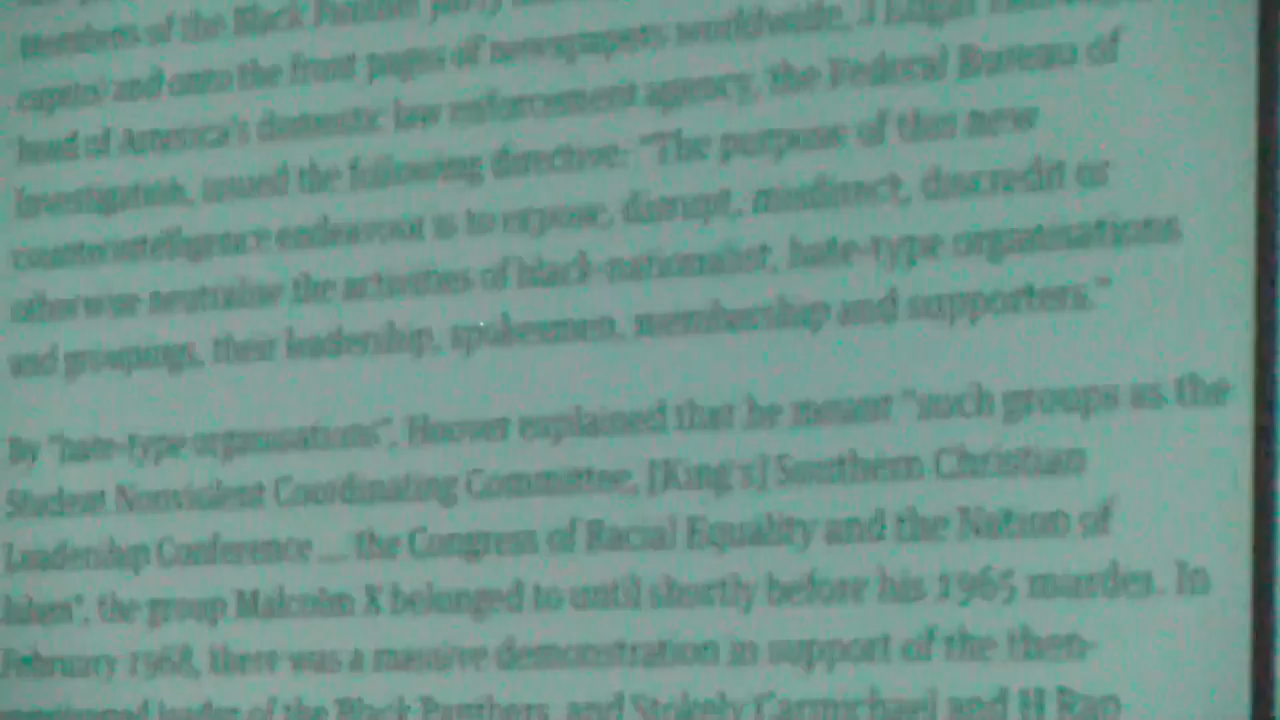 Members of the Black Panther party
capitol and onto the front pages of newspapers worldwide. J Edgar
head of America's domestic law enforcement agency, the Federal Bureau of
Investigation, issued the following directive: "The purpose of this new
counterintelligence endeavour is to expose, disrupt, misdirect, discredit or
otherwise neutralise the activities of black-nationalist, hate-type organisations
and groupings, their leadership, spokesmen, membership and supporters."
By "hate-type organisations", Hoover explained that he meant "such groups as the
Student Nonviolent Coordinating Committee, [King's] Southern Christian
Leadership Conference ... the Congress of Racial Equality and the Nation of
Islam", the group Malcolm X belonged to until shortly before his 1965 murder. In
February 1968, there was a massive demonstration in support of the then-
imprisoned leader of the Black Panthers, and Stokely Carmichael and H Rap